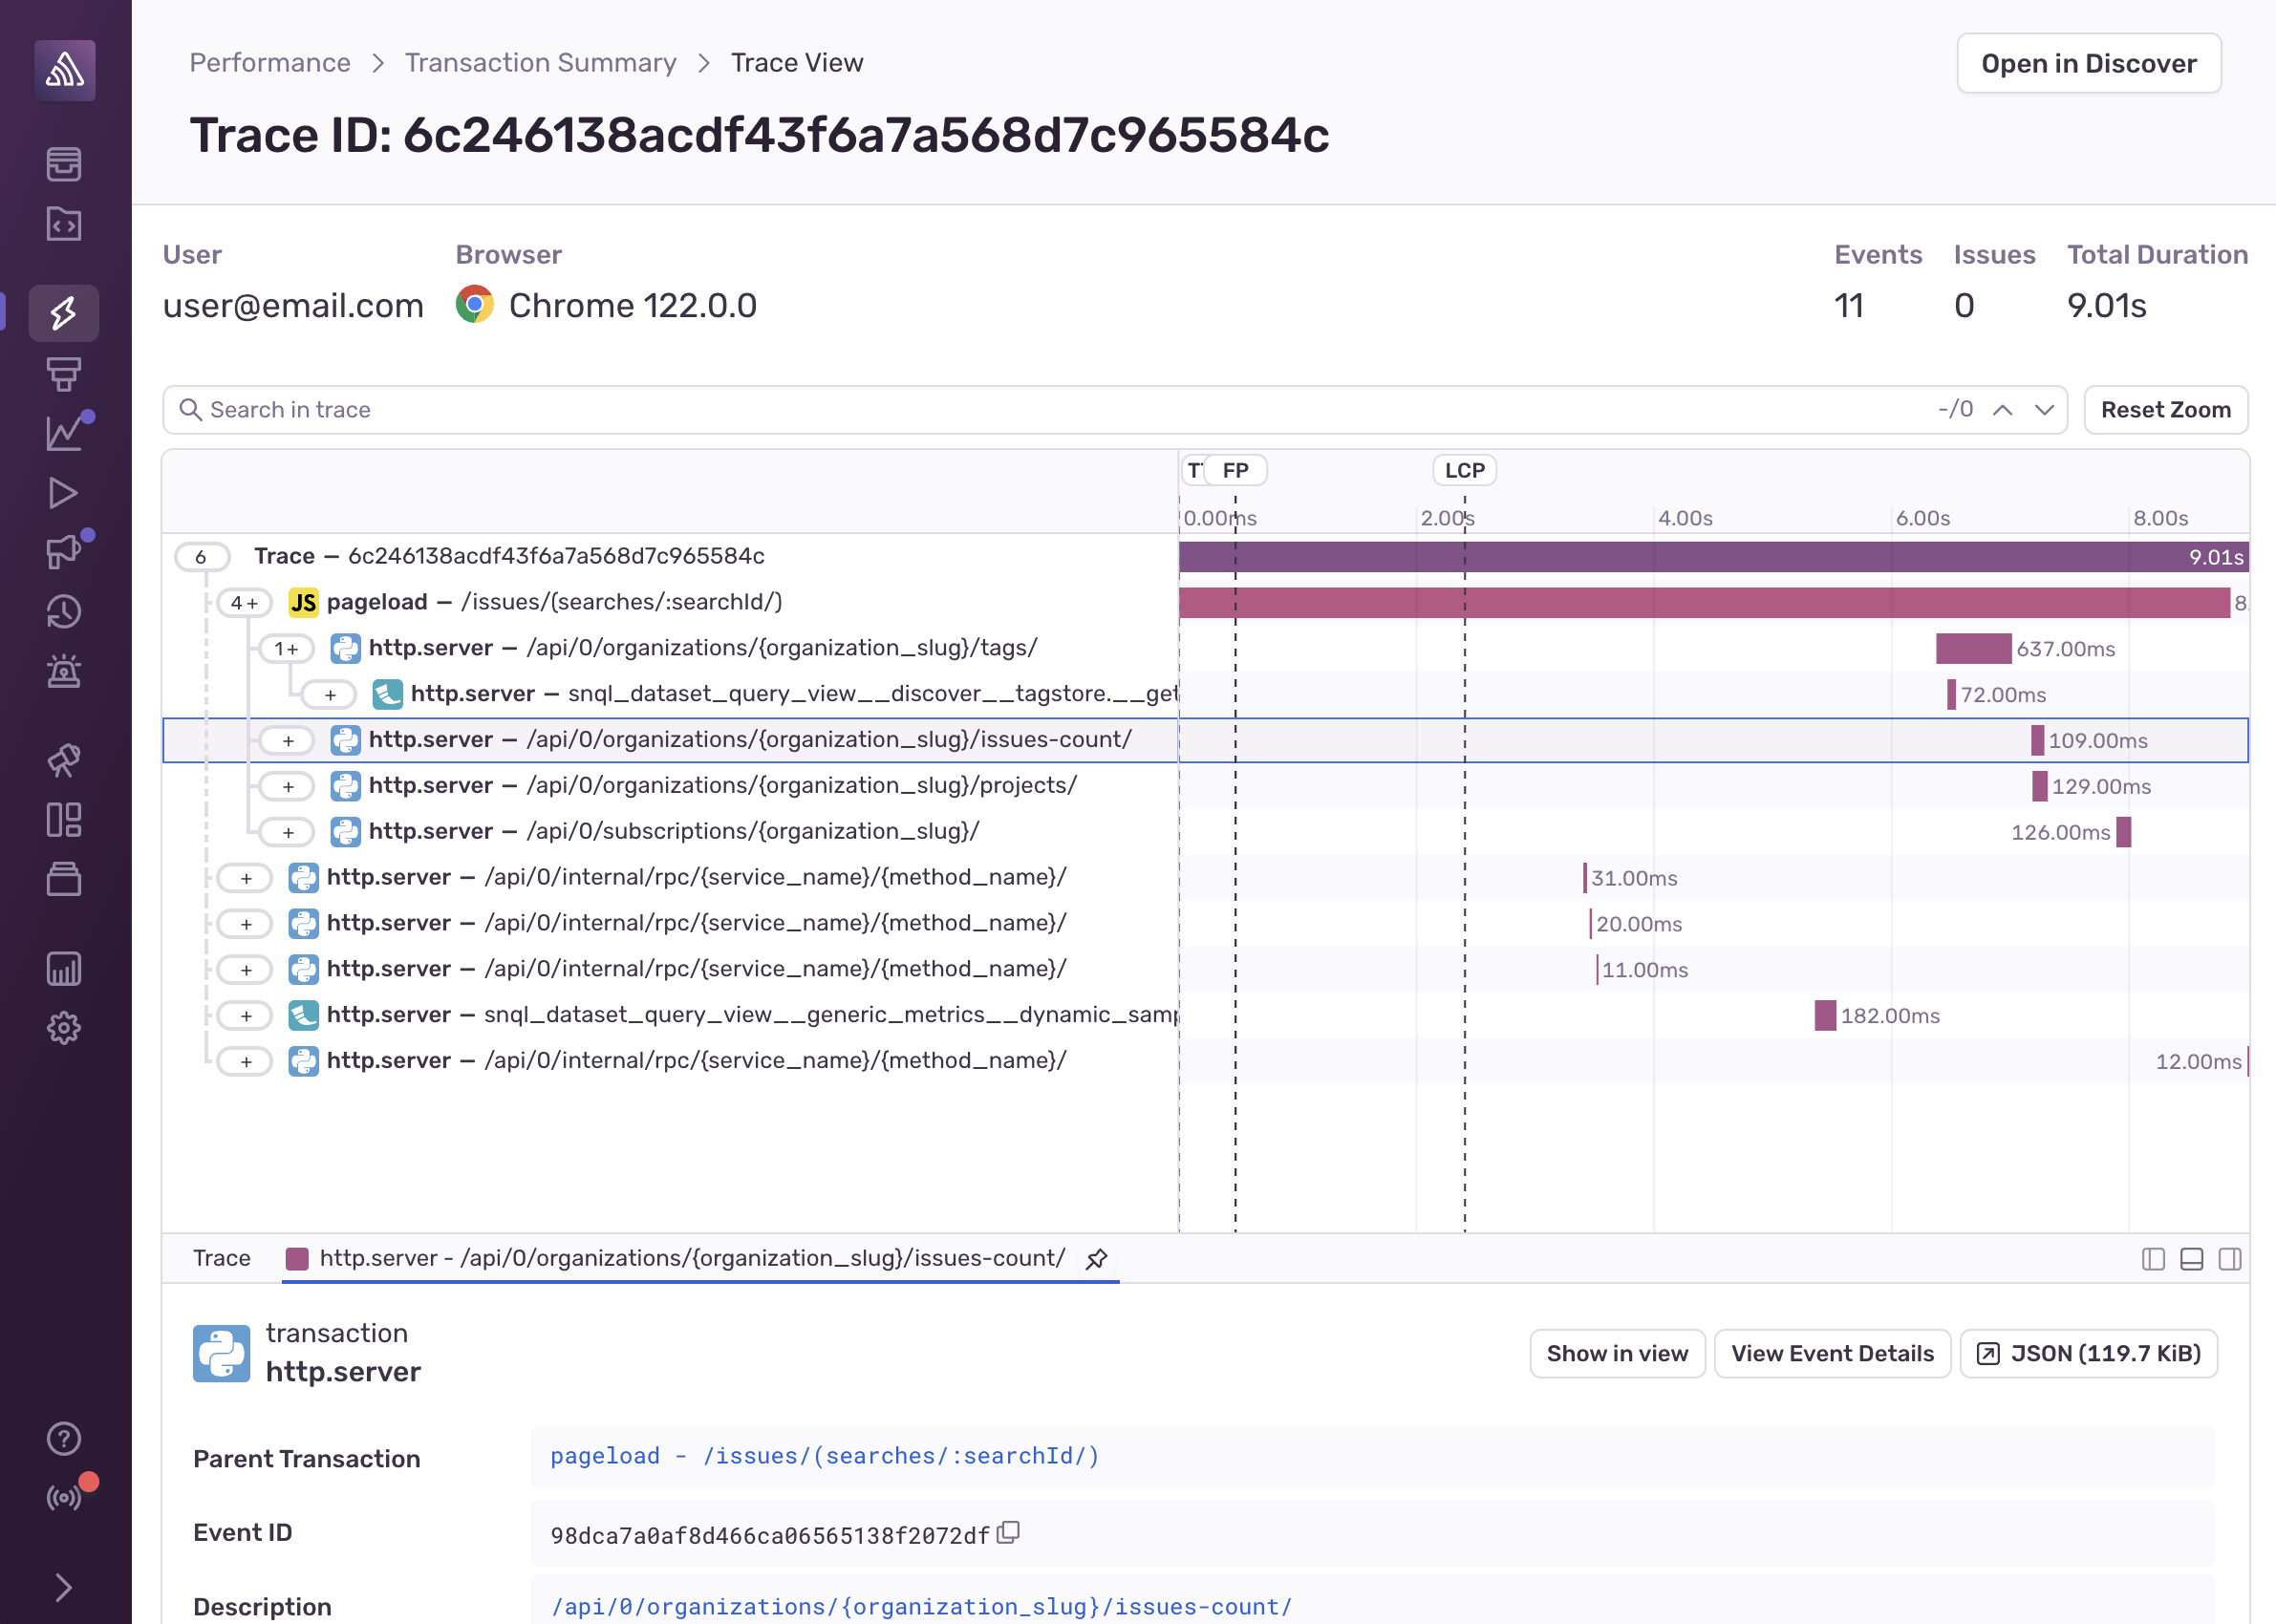 Performance > Transaction Summary > Trace View
Open in Discover
Trace ID: 6c246138acdf43f6a7a568d7c965584c
User Browser Events Issues Total Duration
user@email.com Chrome 122.0.0 11 0 9.01s
Search in trace -/0 Reset Zoom
FP LCP
0.00ms 2.00s 4.00s 6.00s 8.00s
6 Trace — 6c246138acdf43f6a7a568d7c965584c 9.01s
4+ JS pageload — /issues/(searches/:searchId/) 8.
1+ http.server — /api/0/organizations/{organization_slug}/tags/ 637.00ms
+ http.server — snql_dataset_query_view__discover__tagstore.__get 72.00ms
+ http.server — /api/0/organizations/{organization_slug}/issues-count/ 109.00ms
+ http.server — /api/0/organizations/{organization_slug}/projects/ 129.00ms
+ http.server — /api/0/subscriptions/{organization_slug}/ 126.00ms
+ http.server — /api/0/internal/rpc/{service_name}/{method_name}/ 31.00ms
+ http.server — /api/0/internal/rpc/{service_name}/{method_name}/ 20.00ms
+ http.server — /api/0/internal/rpc/{service_name}/{method_name}/ 11.00ms
+ http.server — snql_dataset_query_view__generic_metrics__dynamic_samp 182.00ms
+ http.server — /api/0/internal/rpc/{service_name}/{method_name}/ 12.00ms
Trace http.server - /api/0/organizations/{organization_slug}/issues-count/
transaction
http.server
Show in view View Event Details JSON (119.7 KiB)
Parent Transaction pageload - /issues/(searches/:searchId/)
Event ID 98dca7a0af8d466ca06565138f2072df
Description /api/0/organizations/{organization_slug}/issues-count/